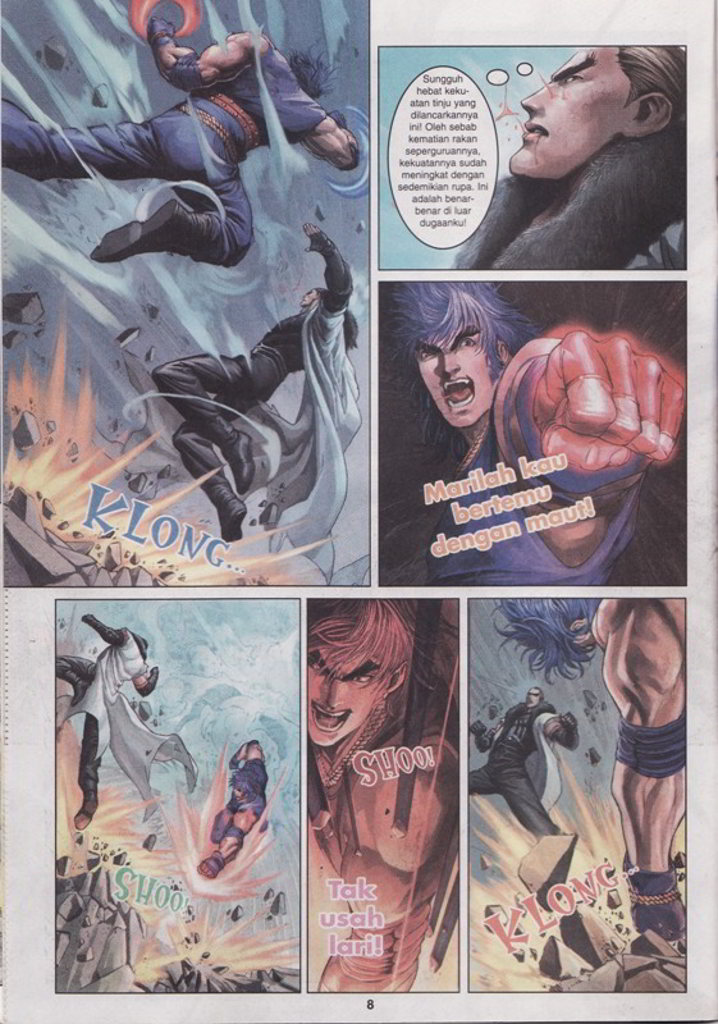 KLONG...
Sungguh
hebat keku-
atan tinju yang
dilancarkannya
ini! Oleh sebab
kematian rakan
seperguruannya,
kekuatannya sudah
meningkat dengan
sedemikian rupa. Ini
adalah benar-
benar di luar
dugaanku!
Marilah kau
bertemu
dengan maut!
SHOO!
SHOO!
Tak
usah
lari!
KLONG...
8